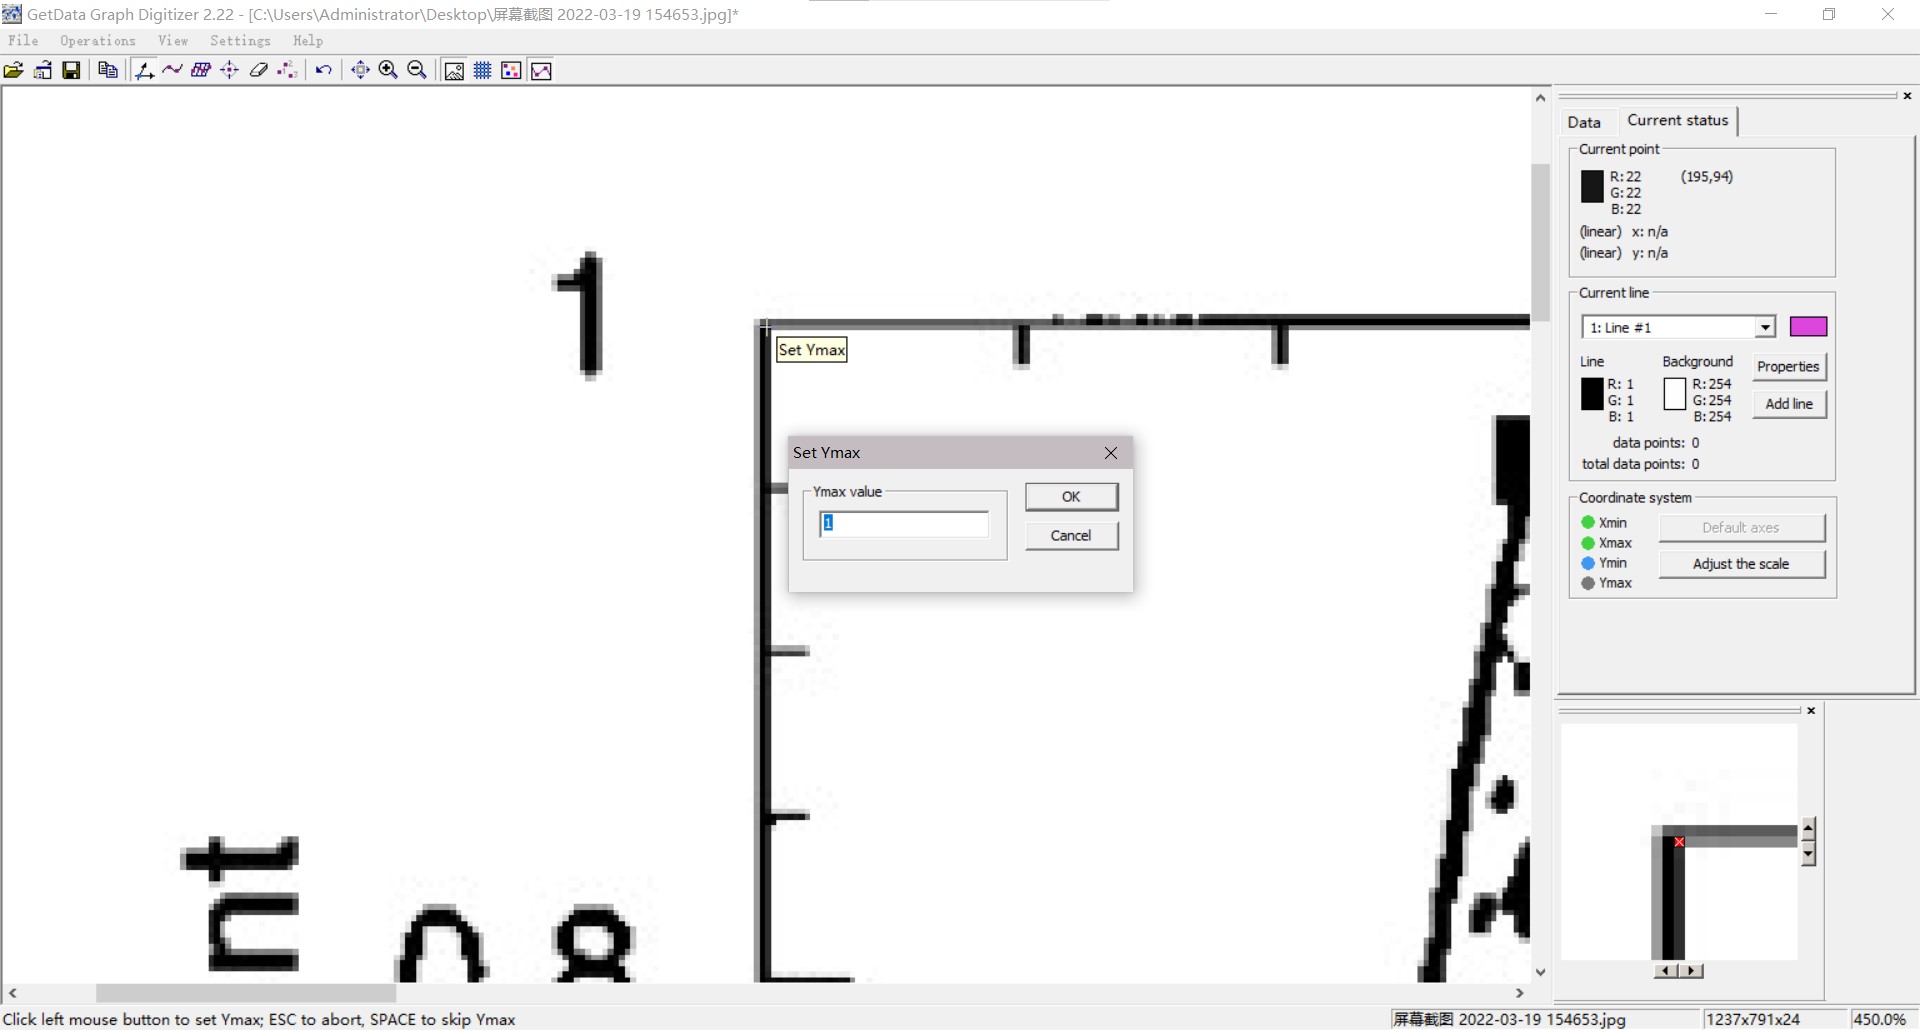 GetData Graph Digitizer 2.22 - [C:\Users\Administrator\Desktop\屏幕截图 2022-03-19 154653.jpg]*
File Operations View Settings Help
Data
Current status
Current point
R: 22
G: 22
B: 22
(195,94)
(linear) x: n/a
(linear) y: n/a
Current line
1: Line #1
Line
Background
Properties
R: 1
G: 1
B: 1
R: 254
G: 254
B: 254
Add line
data points: 0
total data points: 0
Coordinate system
Xmin
Xmax
Ymin
Ymax
Default axes
Adjust the scale
1
Set Ymax
Set Ymax
Ymax value
1
OK
Cancel
nt
8
Click left mouse button to set Ymax; ESC to abort, SPACE to skip Ymax
屏幕截图 2022-03-19 154653.jpg
1237x791x24
450.0%